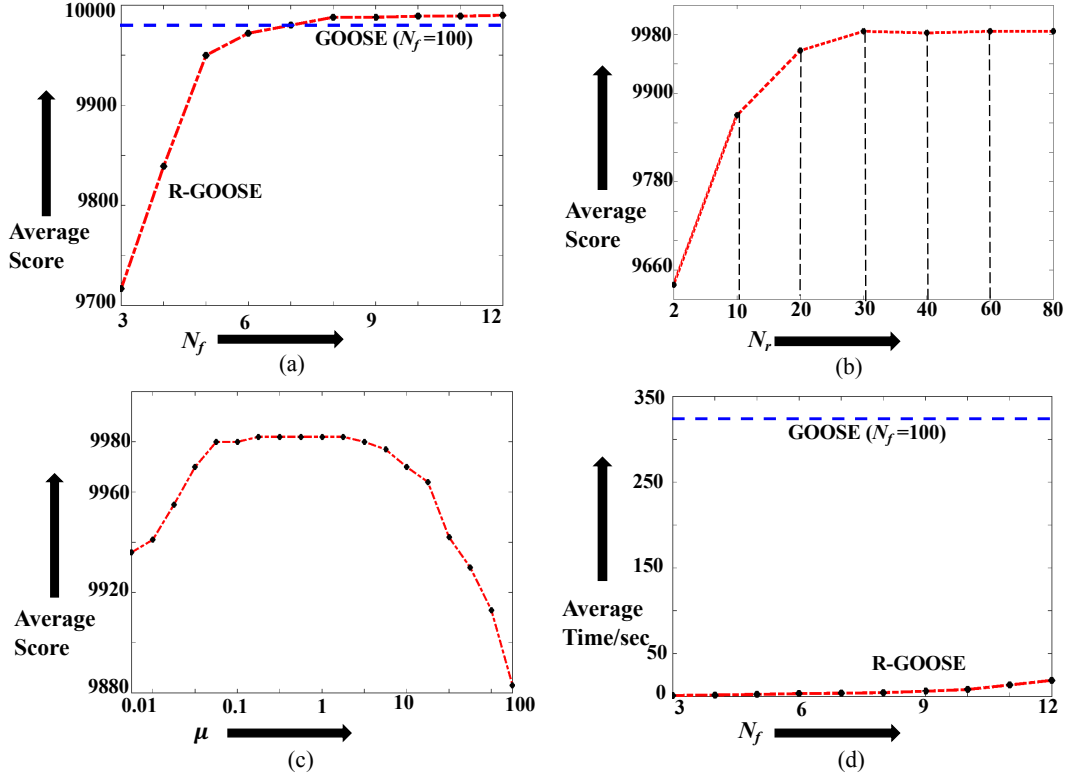 10000
9900
9800
9700
GOOSE (N_f=100)
R-GOOSE
Average
Score
3
6
9
12
N_f
(a)
9980
9900
9780
9660
Average
Score
2
10
20
30
40
60
80
N_r
(b)
9980
9960
9920
9880
Average
Score
0.01
0.1
1
10
100
μ
(c)
350
250
150
50
0
GOOSE (N_f=100)
Average
Time/sec
R-GOOSE
3
6
9
12
N_f
(d)